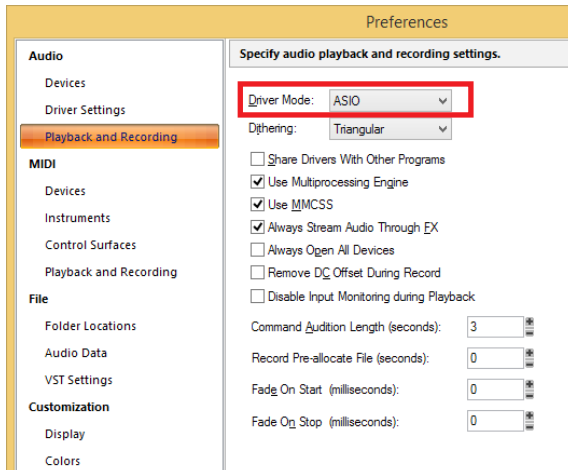 Preferences
Audio
Devices
Driver Settings
Playback and Recording
MIDI
Devices
Instruments
Control Surfaces
Playback and Recording
File
Folder Locations
Audio Data
VST Settings
Customization
Display
Colors
Specify audio playback and recording settings.
Driver Mode: ASIO
Dithering: Triangular
Share Drivers With Other Programs
Use Multiprocessing Engine
Use MMCSS
Always Stream Audio Through FX
Always Open All Devices
Remove DC Offset During Record
Disable Input Monitoring during Playback
Command Audition Length (seconds): 3
Record Pre-allocate File (seconds): 0
Fade On Start (milliseconds): 0
Fade On Stop (milliseconds): 0